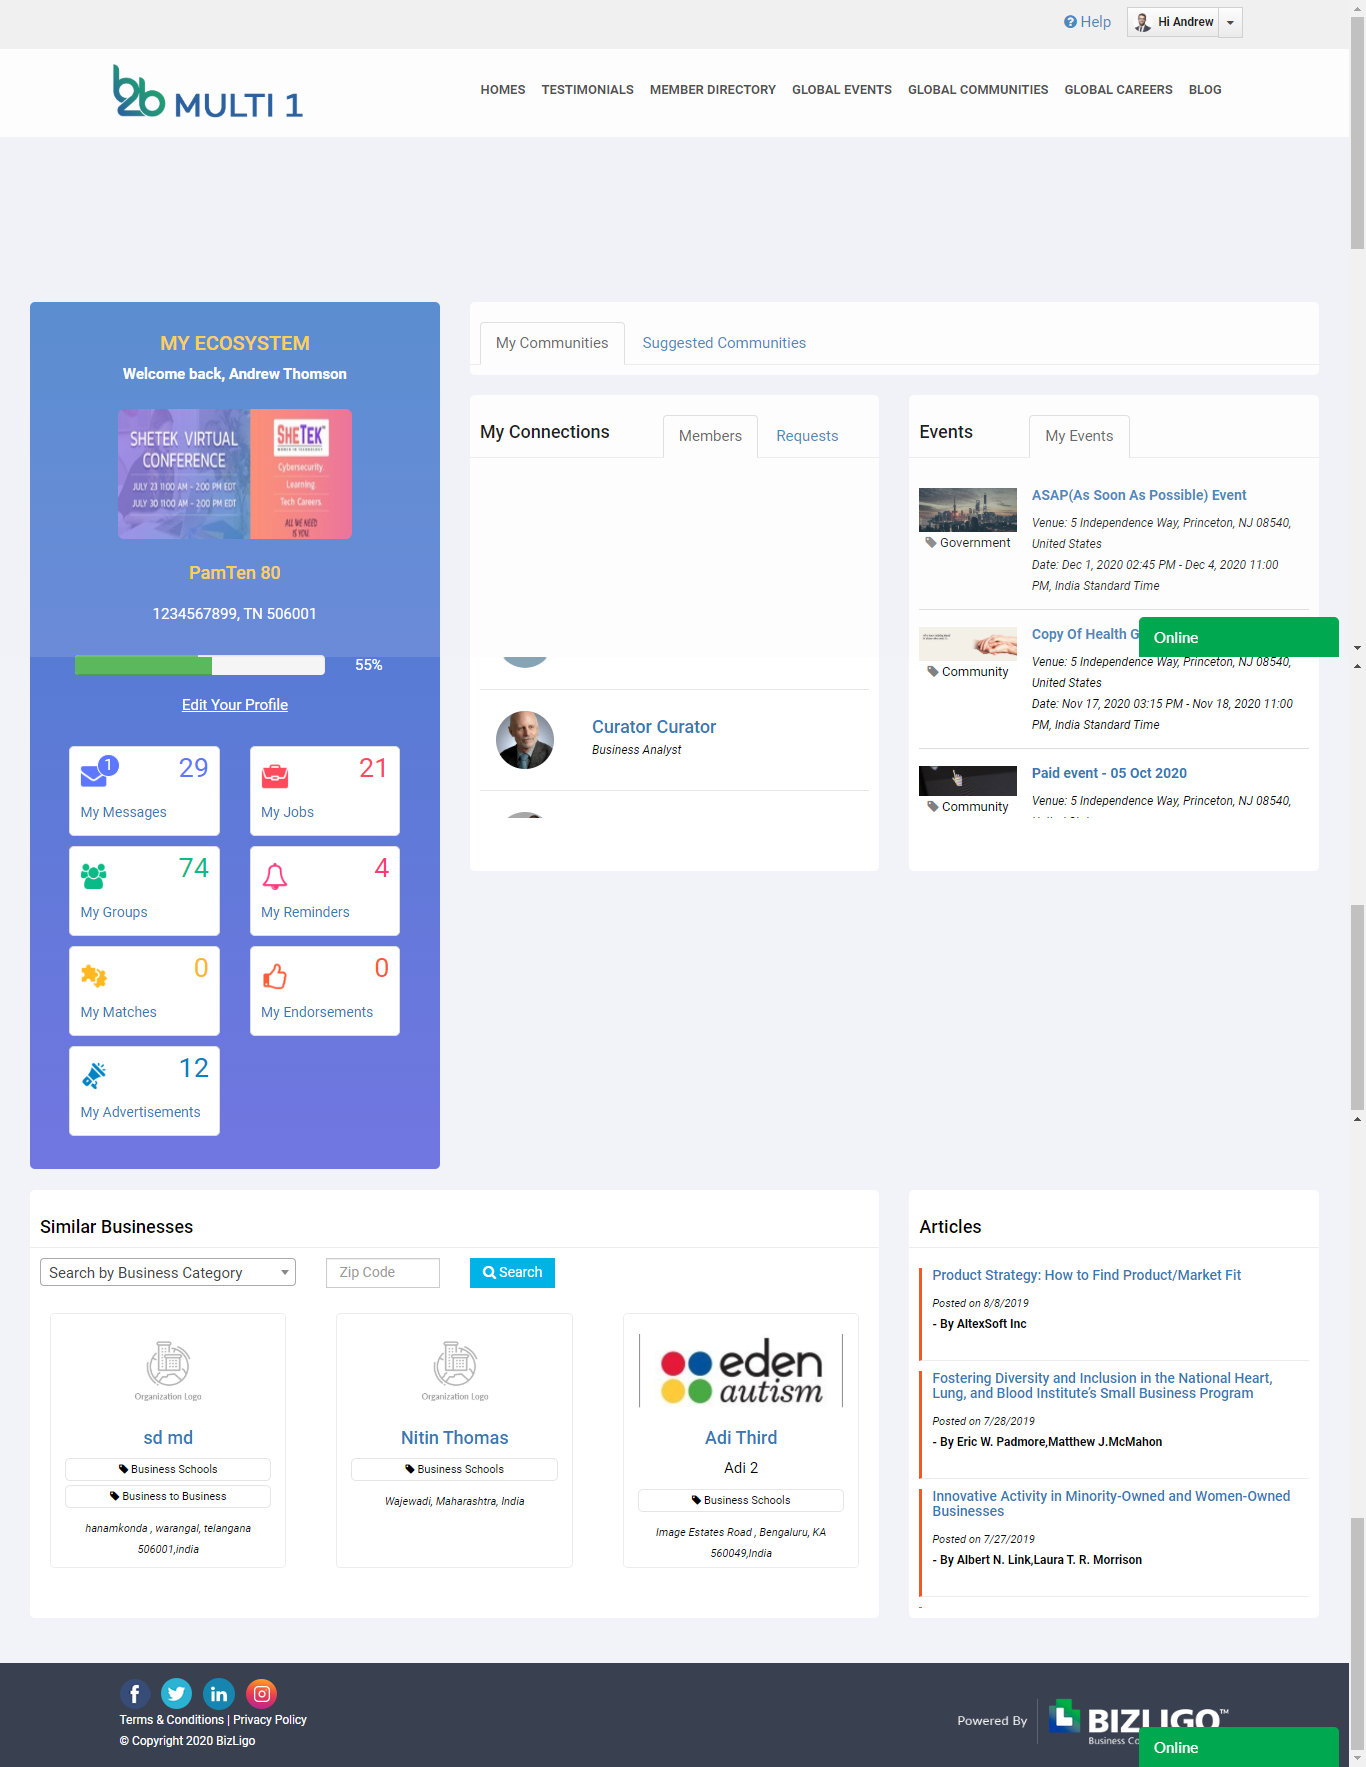 Help
Hi Andrew
b2b MULTI 1
HOMES TESTIMONIALS MEMBER DIRECTORY GLOBAL EVENTS GLOBAL COMMUNITIES GLOBAL CAREERS BLOG
MY ECOSYSTEM
Welcome back, Andrew Thomson
SHETEK VIRTUAL
CONFERENCE
JULY 23 11:00 AM - 2:00 PM EDT
JULY 30 11:00 AM - 2:00 PM EDT
SHETEK
WOMEN IN TECHNOLOGY
Cybersecurity
Learning
Tech Careers
ALL WE NEED
IS YOU.
PamTen 80
1234567899, TN 506001
55%
Edit Your Profile
1
29
My Messages
21
My Jobs
74
My Groups
4
My Reminders
0
My Matches
0
My Endorsements
12
My Advertisements
My Communities
Suggested Communities
My Connections
Members
Requests
Curator Curator
Business Analyst
Events
My Events
Government
ASAP(As Soon As Possible) Event
Venue: 5 Independence Way, Princeton, NJ 08540,
United States
Date: Dec 1, 2020 02:45 PM - Dec 4, 2020 11:00
PM, India Standard Time
Community
Copy Of Health G
Online
Venue: 5 Independence Way, Princeton, NJ 08540,
United States
Date: Nov 17, 2020 03:15 PM - Nov 18, 2020 11:00
PM, India Standard Time
Community
Paid event - 05 Oct 2020
Venue: 5 Independence Way, Princeton, NJ 08540,
Similar Businesses
Search by Business Category
Zip Code
Search
Organization Logo
sd md
Business Schools
Business to Business
hanamkonda , warangal, telangana
506001,india
Organization Logo
Nitin Thomas
Business Schools
Wajewadi, Maharashtra, India
eden
autism
Adi Third
Adi 2
Business Schools
Image Estates Road , Bengaluru, KA
560049,India
Articles
Product Strategy: How to Find Product/Market Fit
Posted on 8/8/2019
- By AltexSoft Inc
Fostering Diversity and Inclusion in the National Heart,
Lung, and Blood Institute's Small Business Program
Posted on 7/28/2019
- By Eric W. Padmore,Matthew J.McMahon
Innovative Activity in Minority-Owned and Women-Owned
Businesses
Posted on 7/27/2019
- By Albert N. Link,Laura T. R. Morrison
Terms & Conditions | Privacy Policy
© Copyright 2020 BizLigo
Powered By
BIZLIGO™
Business Co
Online